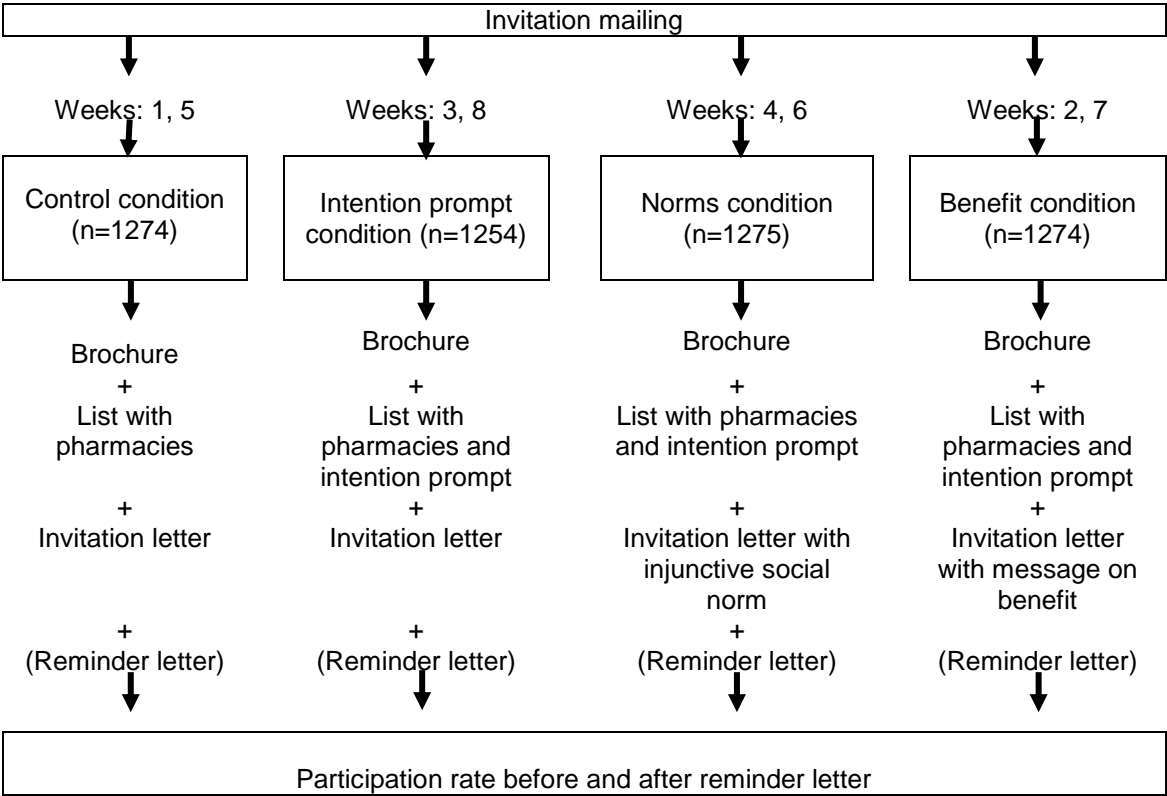 Invitation mailing
Weeks: 1, 5
Weeks: 3, 8
Weeks: 4, 6
Weeks: 2, 7
Control condition
(n=1274)
Intention prompt
condition (n=1254)
Norms condition
(n=1275)
Benefit condition
(n=1274)
Brochure
+
List with
pharmacies
+
Invitation letter
+
(Reminder letter)
Brochure
+
List with
pharmacies and
intention prompt
+
Invitation letter
+
(Reminder letter)
Brochure
+
List with pharmacies
and intention prompt
+
Invitation letter with
injunctive social
norm
+
(Reminder letter)
Brochure
+
List with
pharmacies and
intention prompt
+
Invitation letter
with message on
benefit
(Reminder letter)
Participation rate before and after reminder letter